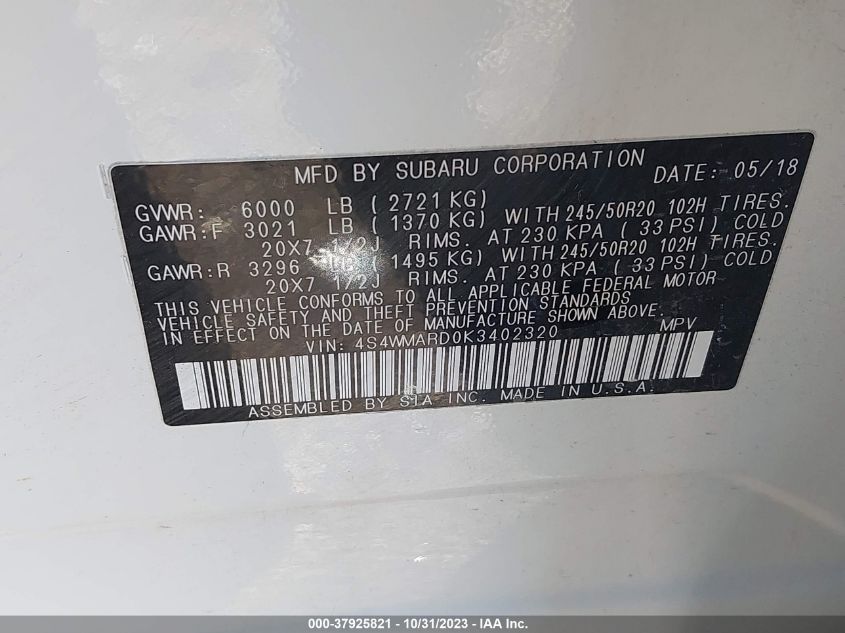 MFD BY SUBARU CORPORATION DATE: 05/18
GVWR: 6000 LB ( 2721 KG)
GAWR:F 3021 LB ( 1370 KG) WITH 245/50R20 102H TIRES.
20X7 1/2J RIMS. AT 230 KPA ( 33 PSI) COLD
GAWR:R 3296 LB ( 1495 KG) WITH 245/50R20 102H TIRES.
20X7 1/2J RIMS. AT 230 KPA ( 33 PSI) COLD
THIS VEHICLE CONFORMS TO ALL APPLICABLE FEDERAL MOTOR
VEHICLE SAFETY AND THEFT PREVENTION STANDARDS
IN EFFECT ON THE DATE OF MANUFACTURE SHOWN ABOVE.
VIN: 4S4WMARD0K3402320 MPV
ASSEMBLED BY SIA INC. MADE IN U.S.A.
000-37925821 - 10/31/2023 - IAA Inc.